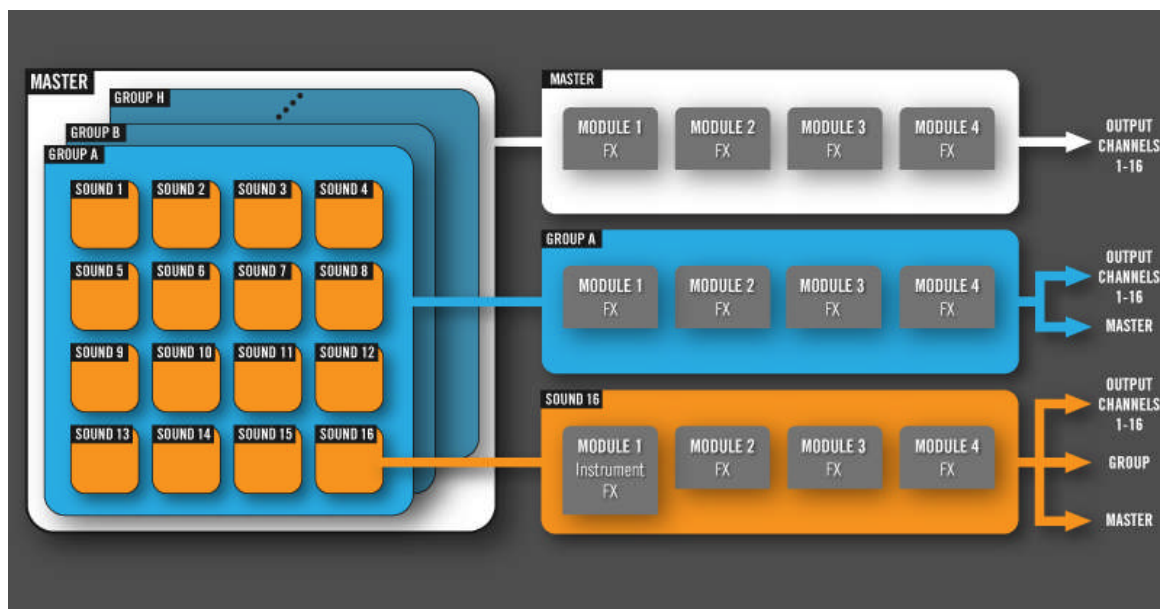 MASTER
GROUP H
GROUP B
GROUP A
SOUND 1
SOUND 2
SOUND 3
SOUND 4
SOUND 5
SOUND 6
SOUND 7
SOUND 8
SOUND 9
SOUND 10
SOUND 11
SOUND 12
SOUND 13
SOUND 14
SOUND 15
SOUND 16
MASTER
MODULE 1
FX
MODULE 2
FX
MODULE 3
FX
MODULE 4
FX
OUTPUT
CHANNELS
1-16
GROUP A
MODULE 1
FX
MODULE 2
FX
MODULE 3
FX
MODULE 4
FX
OUTPUT
CHANNELS
1-16
MASTER
SOUND 16
MODULE 1
Instrument
FX
MODULE 2
FX
MODULE 3
FX
MODULE 4
FX
OUTPUT
CHANNELS
1-16
GROUP
MASTER